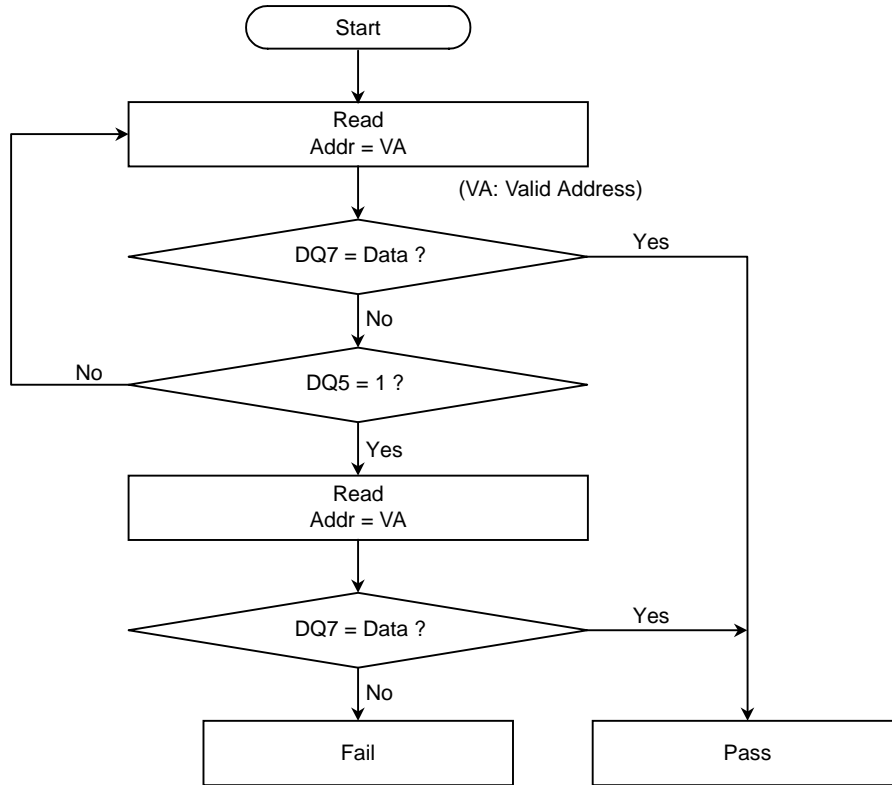 Start
Read
Addr = VA
(VA: Valid Address)
DQ7 = Data ?
Yes
No
No
DQ5 = 1 ?
Yes
Read
Addr = VA
DQ7 = Data ?
Yes
No
Fail
Pass